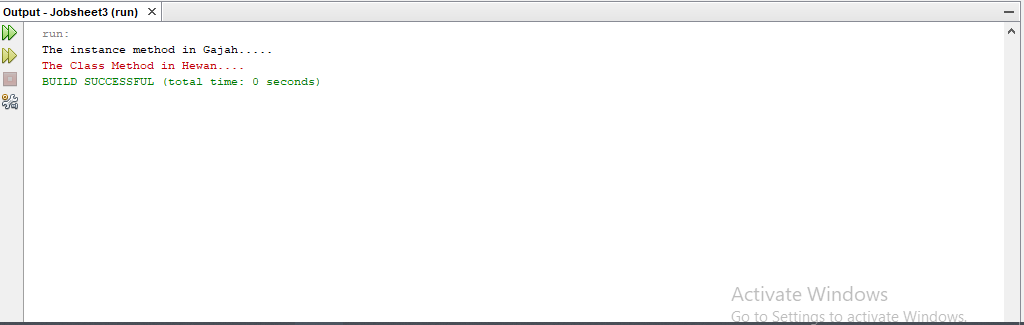 Output - Jobsheet3 (run)
run:
The instance method in Gajah.....
The Class Method in Hewan....
BUILD SUCCESSFUL (total time: 0 seconds)
Activate Windows
Go to Settings to activate Windows.